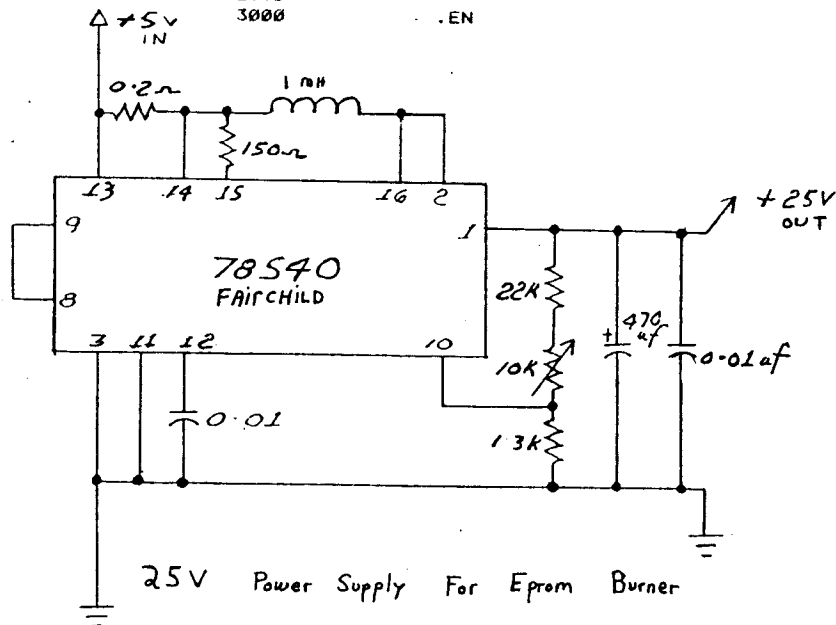 3000 .EN
+5v
IN
0.2Ω
1 mH
150Ω
13 14 15 16 2
9
8
78S40
FAIRCHILD
1
+25V
OUT
22K
10K
1.3K
470
uf
+
0.01uf
3 11 12 10
0.01
25V Power Supply For Eprom Burner